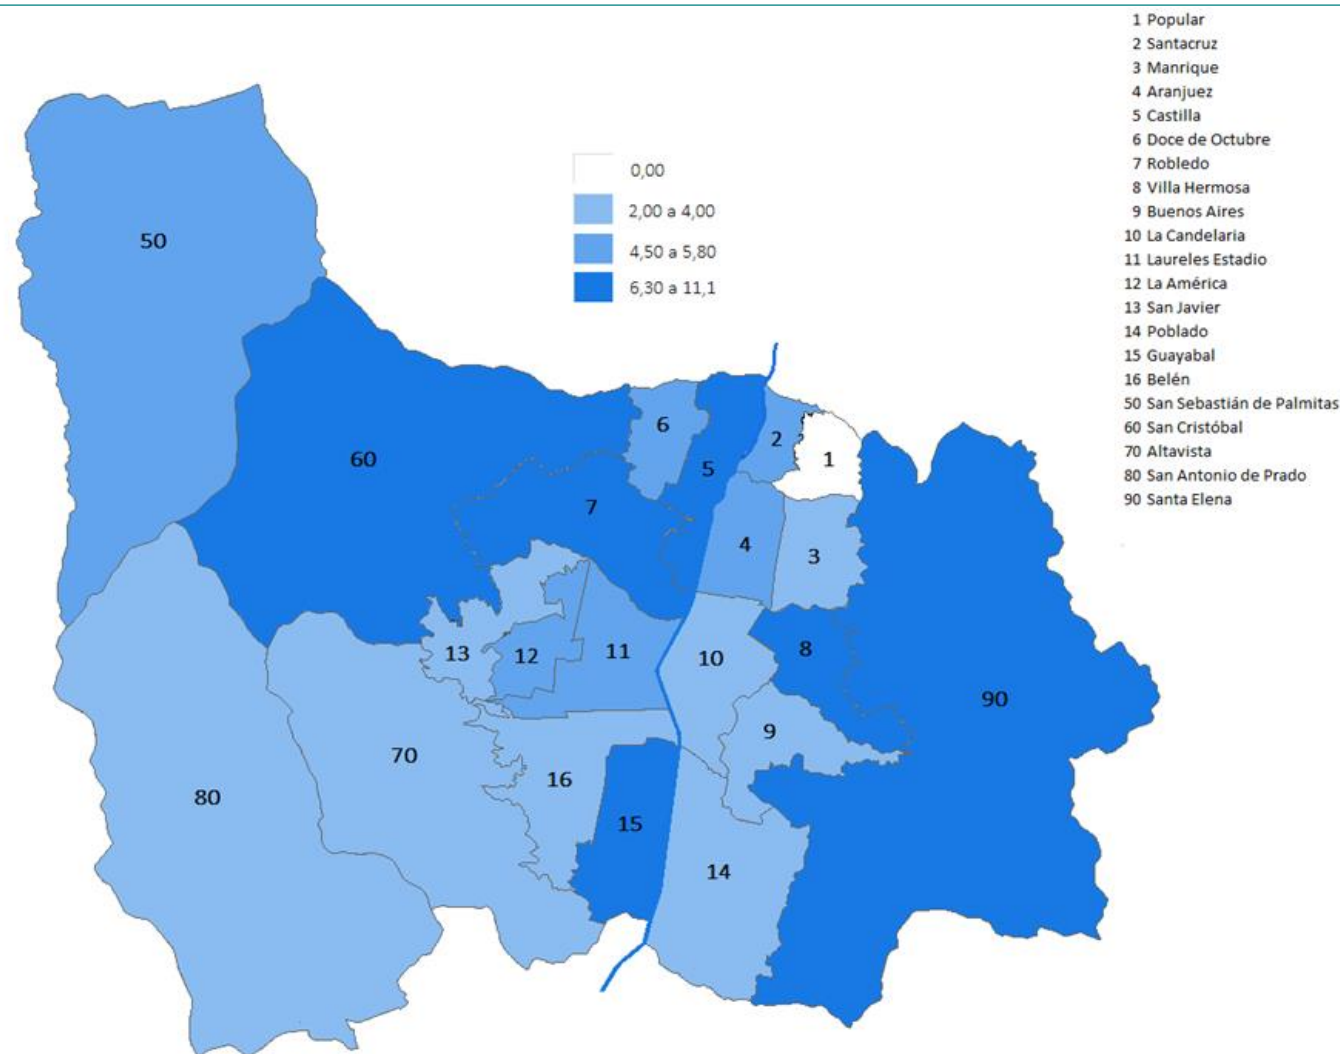 1 Popular
2 Santacruz
3 Manrique
4 Aranjuez
5 Castilla
6 Doce de Octubre
7 Robledo
8 Villa Hermosa
9 Buenos Aires
10 La Candelaria
11 Laureles Estadio
12 La América
13 San Javier
14 Poblado
15 Guayabal
16 Belén
50 San Sebastián de Palmitas
60 San Cristóbal
70 Altavista
80 San Antonio de Prado
90 Santa Elena
0,00
2,00 a 4,00
4,50 a 5,80
6,30 a 11,1
50
60
6
5
2
1
7
4
3
13
12
11
10
8
90
9
70
16
80
15
14